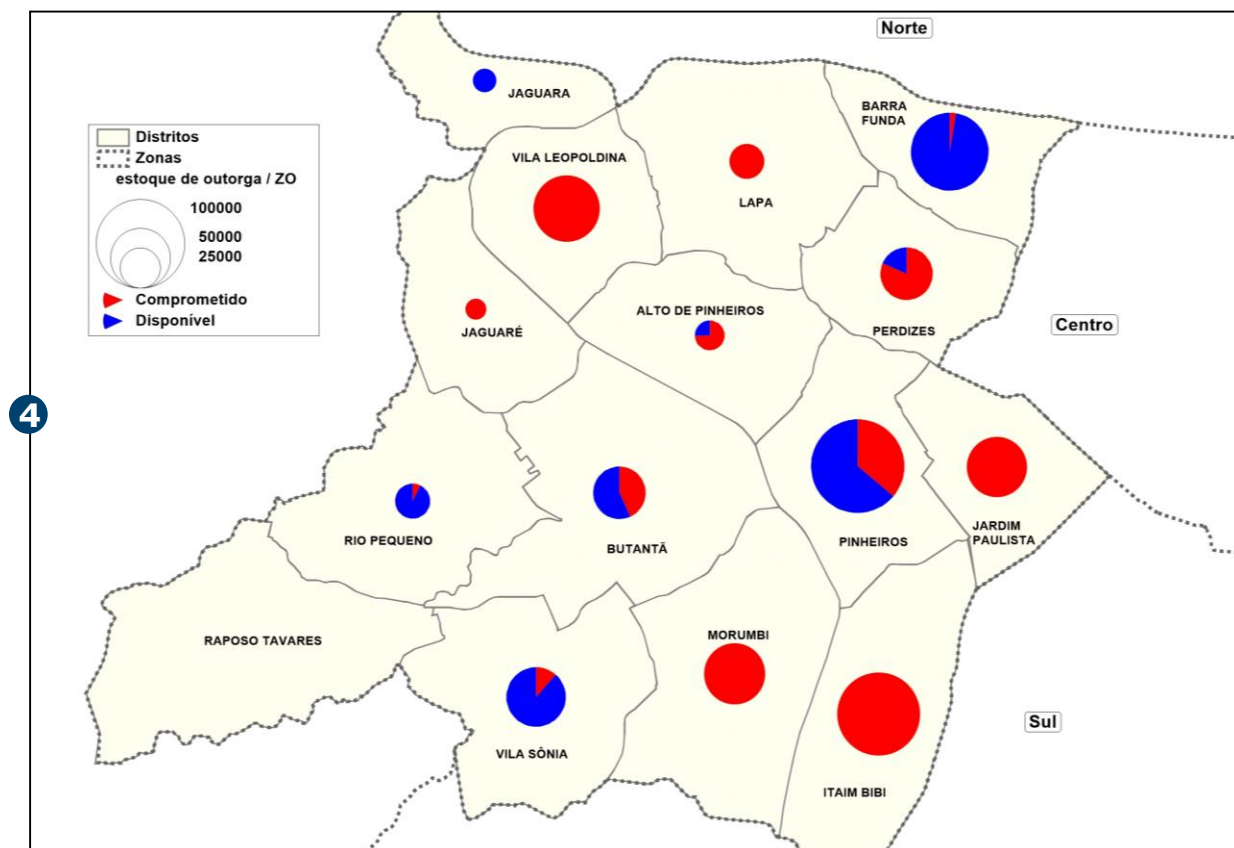 Norte
JAGUARA
BARRA
FUNDA
Distritos
Zonas
estoque de outorga / ZO
100000
50000
25000
Comprometido
Disponível
VILA LEOPOLDINA
LAPA
JAGUARÉ
ALTO DE PINHEIROS
PERDIZES
Centro
4
RIO PEQUENO
BUTANTÃ
PINHEIROS
JARDIM
PAULISTA
RAPOSO TAVARES
MORUMBI
VILA SÔNIA
ITAIM BIBI
Sul